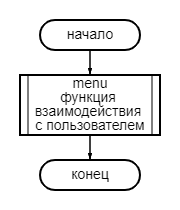 начало
menu
функция
взаимодействия
с пользователем
конец